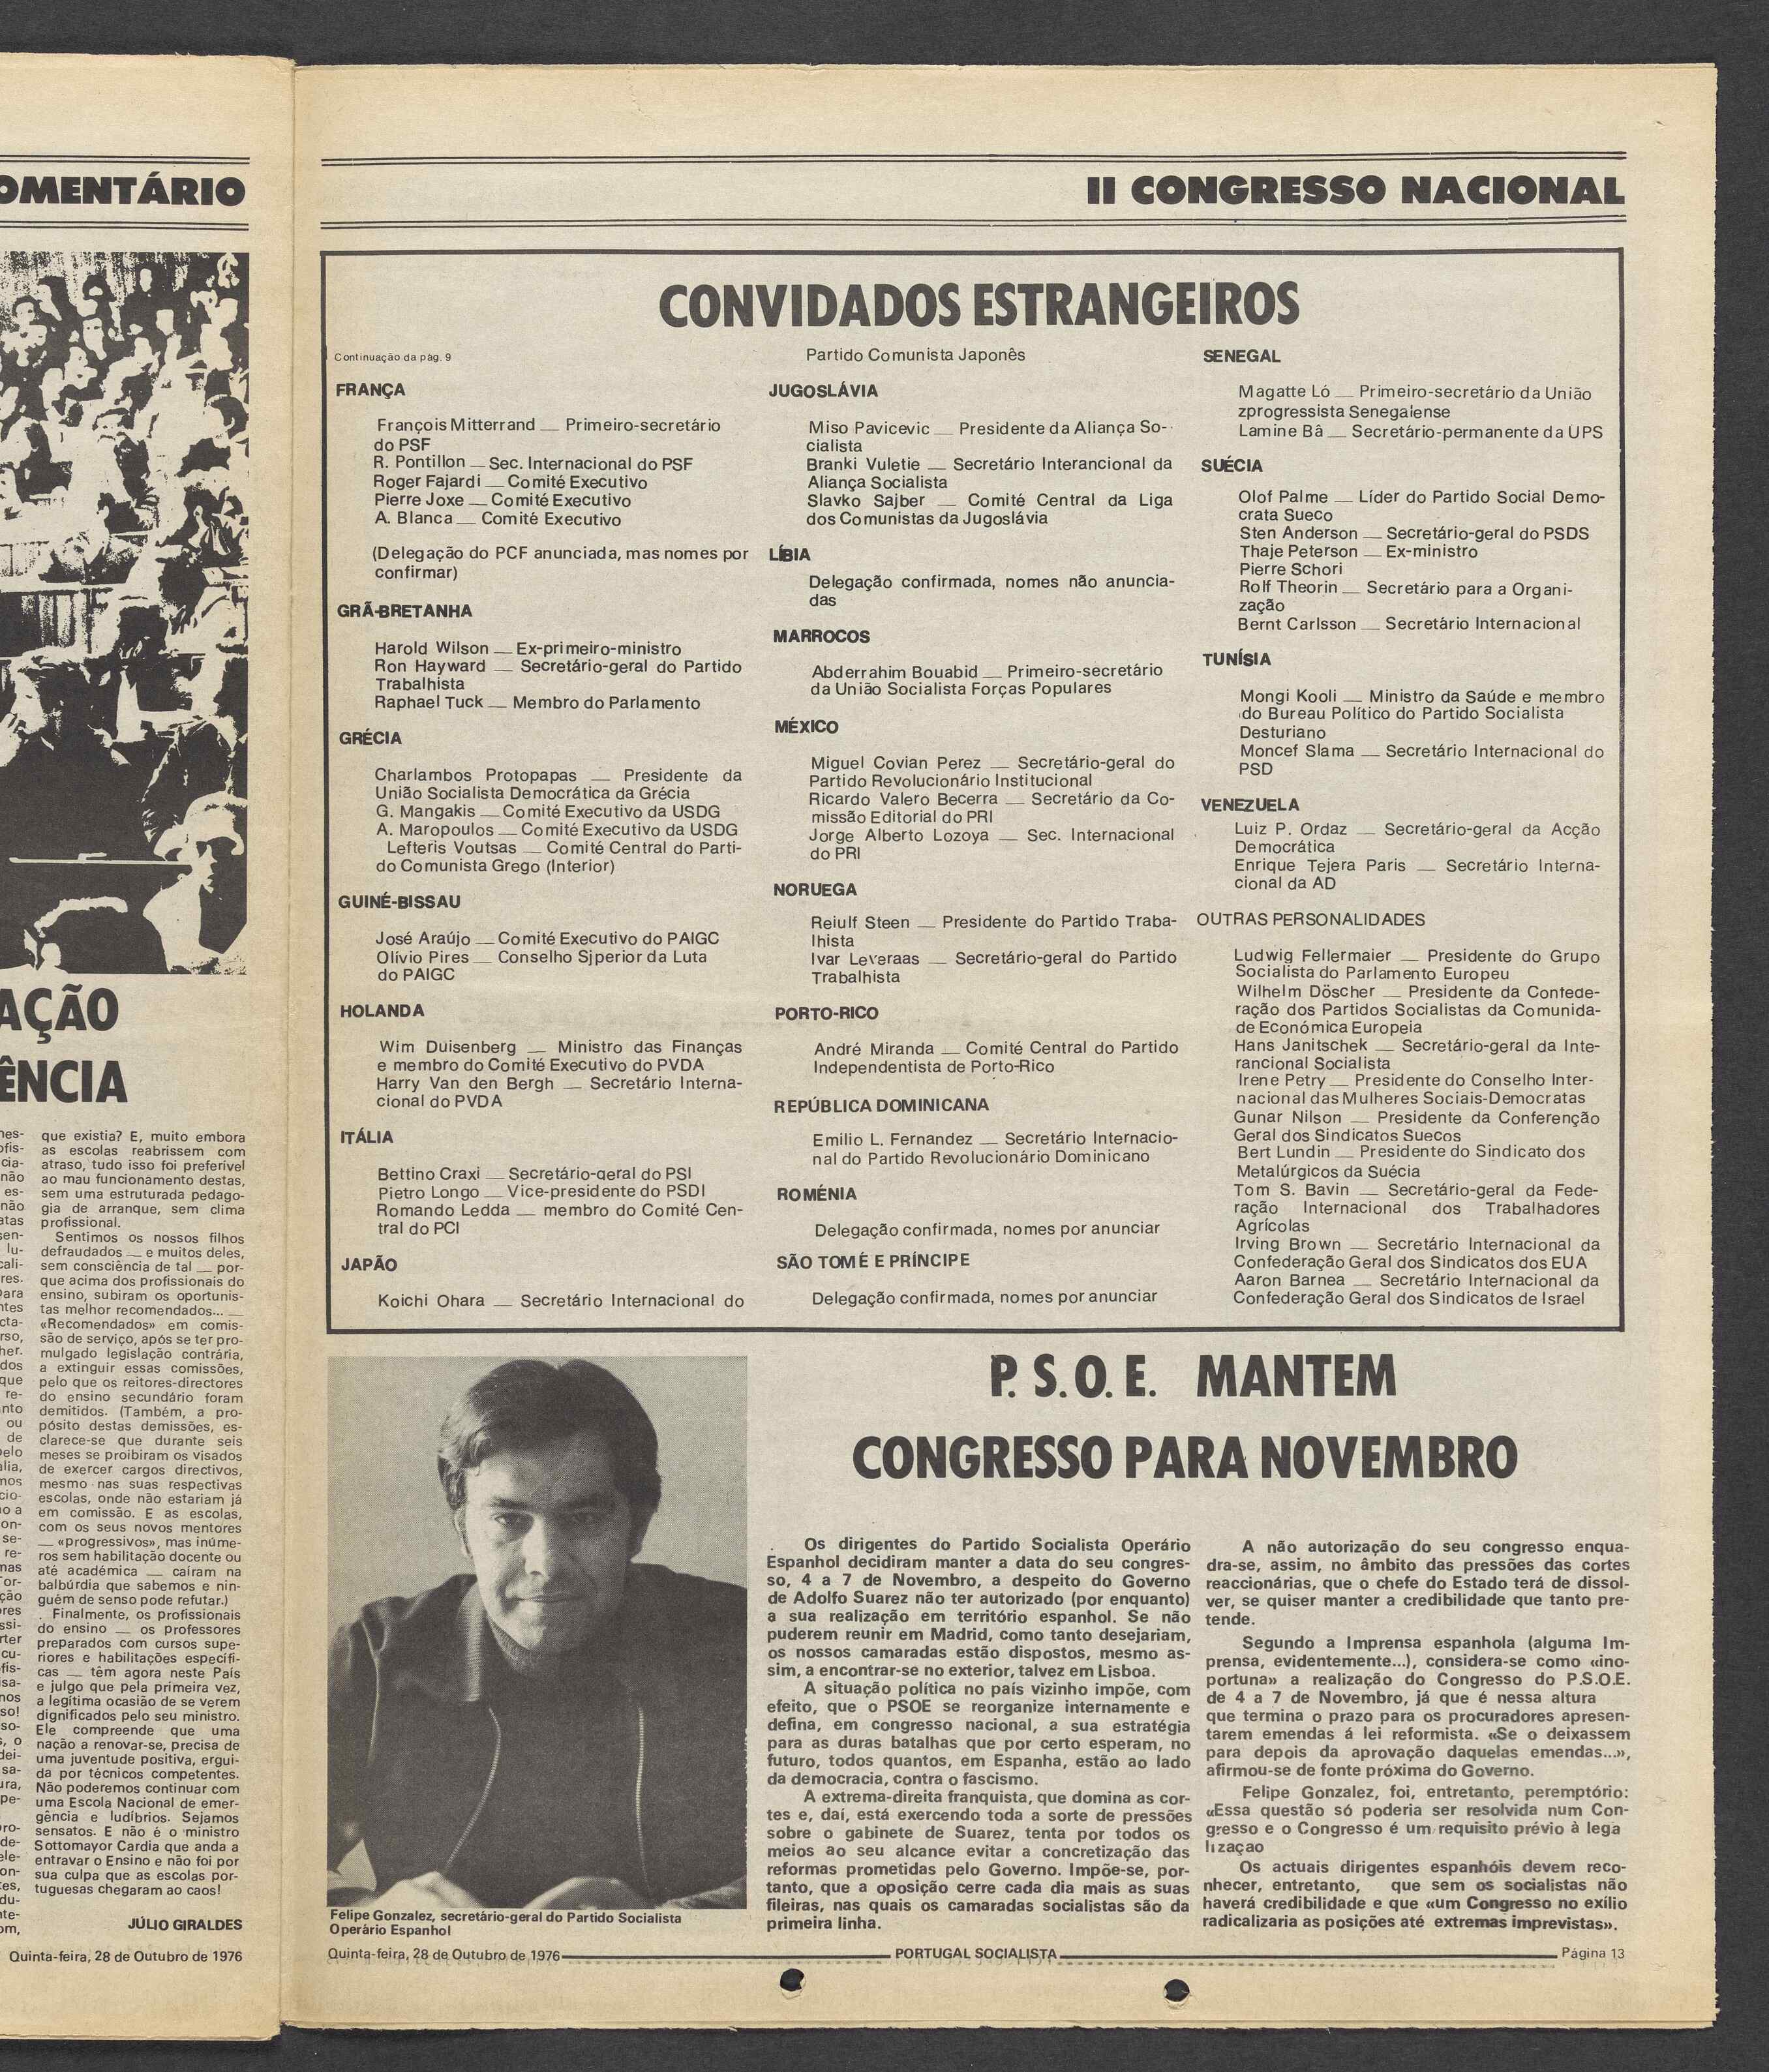 OMENTÁRIO
AÇÃO
ÊNCIA
que existia? E, muito embora
as escolas reabrissem com
atraso, tudo isso foi preferível
ao mau funcionamento destas,
sem uma estruturada pedago-
gia de arranque, sem clima
profissional.
Sentimos os nossos filhos
defraudados — e muitos deles,
sem consciência de tal — por-
que acima dos profissionais do
ensino, subiram os oportunis-
tas melhor recomendados... —
«Recomendados» em comis-
são de serviço, após se ter pro-
mulgado legislação contrária,
a extinguir essas comissões,
pelo que os reitores-directores
do ensino secundário foram
demitidos. (Também, a pro-
pósito destas demissões, es-
clarece-se que durante seis
meses se proibiram os visados
de exercer cargos directivos,
mesmo nas suas respectivas
escolas, onde não estariam já
em comissão. E as escolas,
com os seus novos mentores
— «progressivos», mas inúme-
ros sem habilitação docente ou
até académica — caíram na
balbúrdia que sabemos e nin-
guém de senso pode refutar.)
Finalmente, os profissionais
do ensino — os professores
preparados com cursos supe-
riores e habilitações específi-
cas — têm agora neste País
e julgo que pela primeira vez,
a legítima ocasião de se verem
dignificados pelo seu ministro.
Ele compreende que uma
nação a renovar-se, precisa de
uma juventude positiva, ergui-
da por técnicos competentes.
Não poderemos continuar com
uma Escola Nacional de emer-
gência e ludíbrios. Sejamos
sensatos. E não é o ministro
Sottomayor Cardia que anda a
entravar o Ensino e não foi por
sua culpa que as escolas por-
tuguesas chegaram ao caos!
JÚLIO GIRALDES
Quinta-feira, 28 de Outubro de 1976
II CONGRESSO NACIONAL
CONVIDADOS ESTRANGEIROS
Continuação da pág. 9
FRANÇA
François Mitterrand — Primeiro-secretário
do PSF
R. Pontillon — Sec. Internacional do PSF
Roger Fajardi — Comité Executivo
Pierre Joxe — Comité Executivo
A. Blanca — Comité Executivo
(Delegação do PCF anunciada, mas nomes por
confirmar)
GRÃ-BRETANHA
Harold Wilson — Ex-primeiro-ministro
Ron Hayward — Secretário-geral do Partido
Trabalhista
Raphael Tuck — Membro do Parlamento
GRÉCIA
Charlambos Protopapas — Presidente da
União Socialista Democrática da Grécia
G. Mangakis — Comité Executivo da USDG
A. Maropoulos — Comité Executivo da USDG
Lefteris Voutsas — Comité Central do Parti-
do Comunista Grego (Interior)
GUINÉ-BISSAU
José Araújo — Comité Executivo do PAIGC
Olívio Pires — Conselho Sjperior da Luta
do PAIGC
HOLANDA
Wim Duisenberg — Ministro das Finanças
e membro do Comité Executivo do PVDA
Harry Van den Bergh — Secretário Interna-
cional do PVDA
ITÁLIA
Bettino Craxi — Secretário-geral do PSI
Pietro Longo — Vice-presidente do PSDI
Romando Ledda — membro do Comité Cen-
tral do PCI
JAPÃO
Koichi Ohara — Secretário Internacional do
Partido Comunista Japonês
JUGOSLÁVIA
Miso Pavicevic — Presidente da Aliança So-
cialista
Branki Vuletie — Secretário Interancional da
Aliança Socialista
Slavko Sajber — Comité Central da Liga
dos Comunistas da Jugoslávia
LÍBIA
Delegação confirmada, nomes não anuncia-
das
MARROCOS
Abderrahim Bouabid — Primeiro-secretário
da União Socialista Forças Populares
MÉXICO
Miguel Covian Perez — Secretário-geral do
Partido Revolucionário Institucional
Ricardo Valero Becerra — Secretário da Co-
missão Editorial do PRI
Jorge Alberto Lozoya — Sec. Internacional
do PRI
NORUEGA
Reiulf Steen — Presidente do Partido Traba-
lhista
Ivar Leveraas — Secretário-geral do Partido
Trabalhista
PORTO-RICO
André Miranda — Comité Central do Partido
Independentista de Porto-Rico
REPÚBLICA DOMINICANA
Emilio L. Fernandez — Secretário Internacio-
nal do Partido Revolucionário Dominicano
ROMÉNIA
Delegação confirmada, nomes por anunciar
SÃO TOMÉ E PRÍNCIPE
Delegação confirmada, nomes por anunciar
SENEGAL
Magatte Ló — Primeiro-secretário da União
zprogressista Senegalense
Lamine Bâ — Secretário-permanente da UPS
SUÉCIA
Olof Palme — Líder do Partido Social Demo-
crata Sueco
Sten Anderson — Secretário-geral do PSDS
Thaje Peterson — Ex-ministro
Pierre Schori
Rolf Theorin — Secretário para a Organi-
zação
Bernt Carlsson — Secretário Internacional
TUNÍSIA
Mongi Kooli — Ministro da Saúde e membro
do Bureau Político do Partido Socialista
Desturiano
Moncef Slama — Secretário Internacional do
PSD
VENEZUELA
Luiz P. Ordaz — Secretário-geral da Acção
Democrática
Enrique Tejera Paris — Secretário Interna-
cional da AD
OUTRAS PERSONALIDADES
Ludwig Fellermaier — Presidente do Grupo
Socialista do Parlamento Europeu
Wilhelm Döscher — Presidente da Confede-
ração dos Partidos Socialistas da Comunida-
de Económica Europeia
Hans Janitschek — Secretário-geral da Inte-
rancional Socialista
Irene Petry — Presidente do Conselho Inter-
nacional das Mulheres Sociais-Democratas
Gunar Nilson — Presidente da Conferenção
Geral dos Sindicatos Suecos
Bert Lundin — Presidente do Sindicato dos
Metalúrgicos da Suécia
Tom S. Bavin — Secretário-geral da Fede-
ração Internacional dos Trabalhadores
Agrícolas
Irving Brown — Secretário Internacional da
Confederação Geral dos Sindicatos dos EUA
Aaron Barnea — Secretário Internacional da
Confederação Geral dos Sindicatos de Israel
P. S. O. E. MANTEM
CONGRESSO PARA NOVEMBRO
Os dirigentes do Partido Socialista Operário
Espanhol decidiram manter a data do seu congres-
so, 4 a 7 de Novembro, a despeito do Governo
de Adolfo Suarez não ter autorizado (por enquanto)
a sua realização em território espanhol. Se não
puderem reunir em Madrid, como tanto desejariam,
os nossos camaradas estão dispostos, mesmo as-
sim, a encontrar-se no exterior, talvez em Lisboa.
A situação política no país vizinho impõe, com
efeito, que o PSOE se reorganize internamente e
defina, em congresso nacional, a sua estratégia
para as duras batalhas que por certo esperam, no
futuro, todos quantos, em Espanha, estão ao lado
da democracia, contra o fascismo.
A extrema-direita franquista, que domina as cor-
tes e, daí, está exercendo toda a sorte de pressões
sobre o gabinete de Suarez, tenta por todos os
meios ao seu alcance evitar a concretização das
reformas prometidas pelo Governo. Impõe-se, por-
tanto, que a oposição cerre cada dia mais as suas
fileiras, nas quais os camaradas socialistas são da
primeira linha.
A não autorização do seu congresso enqua-
dra-se, assim, no âmbito das pressões das cortes
reaccionárias, que o chefe do Estado terá de dissol-
ver, se quiser manter a credibilidade que tanto pre-
tende.
Segundo a Imprensa espanhola (alguma Im-
prensa, evidentemente...), considera-se como «ino-
portuna» a realização do Congresso do P.S.O.E.
de 4 a 7 de Novembro, já que é nessa altura
que termina o prazo para os procuradores apresen-
tarem emendas á lei reformista. «Se o deixassem
para depois da aprovação daquelas emendas...»,
afirmou-se de fonte próxima do Governo.
Felipe Gonzalez, foi, entretanto, peremptório:
«Essa questão só poderia ser resolvida num Con-
gresso e o Congresso é um requisito prévio à lega
lizaçao
Os actuais dirigentes espanhóis devem reco-
nhecer, entretanto, que sem os socialistas não
haverá credibilidade e que «um Congresso no exílio
radicalizaria as posições até extremas imprevistas».
Felipe Gonzalez, secretário-geral do Partido Socialista
Operário Espanhol
Quinta-feira, 28 de Outubro de 1976 PORTUGAL SOCIALISTA Página 13